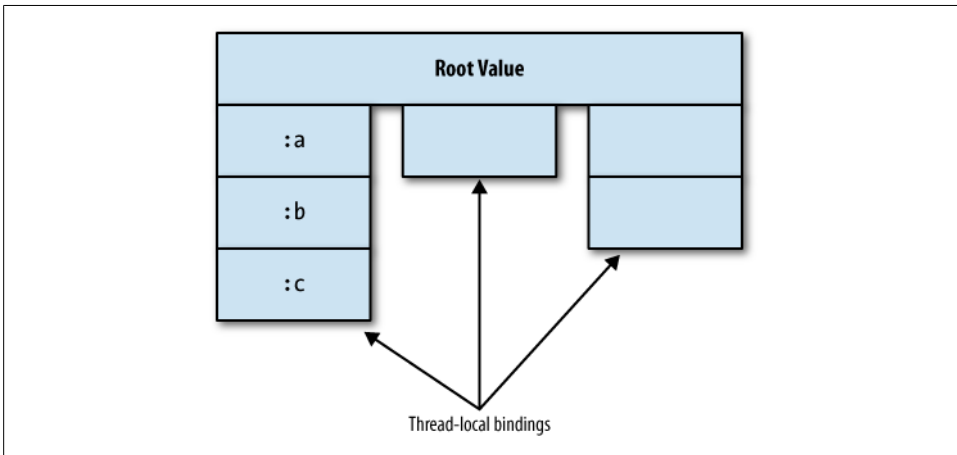 Root Value
:a
:b
:c
Thread-local bindings